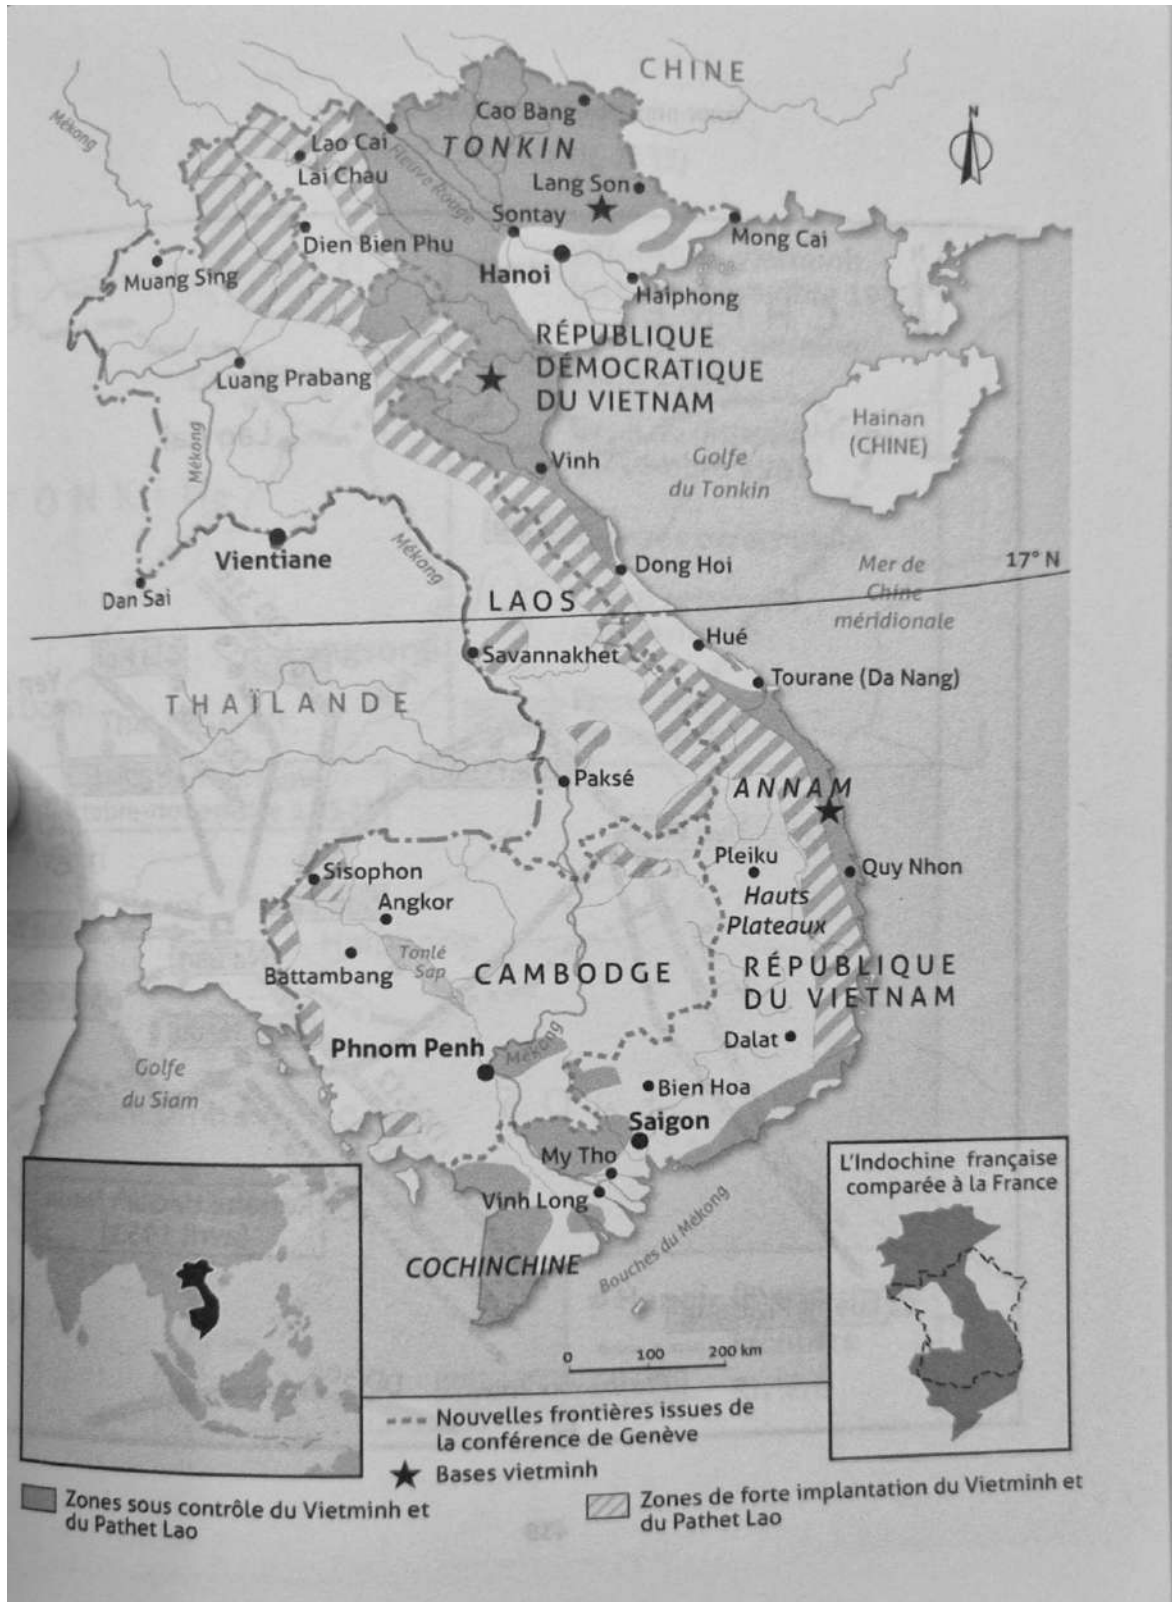 CHINE
Mékong
Cao Bang
Lao Cai
TONKIN
Lai Chau
Fleuve Rouge
Lang Son
Sontay
Dien Bien Phu
Mong Cai
Muang Sing
Hanoi
Haiphong
N
RÉPUBLIQUE
DÉMOCRATIQUE
DU VIETNAM
Luang Prabang
Hainan
(CHINE)
Mékong
Vinh
Golfe
du Tonkin
Vientiane
Mékong
Dong Hoi
Mer de
Chine
méridionale
17° N
Dan Sai
LAOS
Hué
Savannakhet
Tourane (Da Nang)
THAÏLANDE
Paksé
ANNAM
Sisophon
Pleiku
Quy Nhon
Angkor
Hauts
Plateaux
Battambang
Tonlé
Sap
CAMBODGE
RÉPUBLIQUE
DU VIETNAM
Phnom Penh
Mékong
Dalat
Golfe
du Siam
Bien Hoa
Saigon
My Tho
Vinh Long
COCHINCHINE
Bouches du Mékong
L'Indochine française
comparée à la France
0 100 200 km
Nouvelles frontières issues de
la conférence de Genève
Bases vietminh
Zones sous contrôle du Vietminh et
du Pathet Lao
Zones de forte implantation du Vietminh et
du Pathet Lao